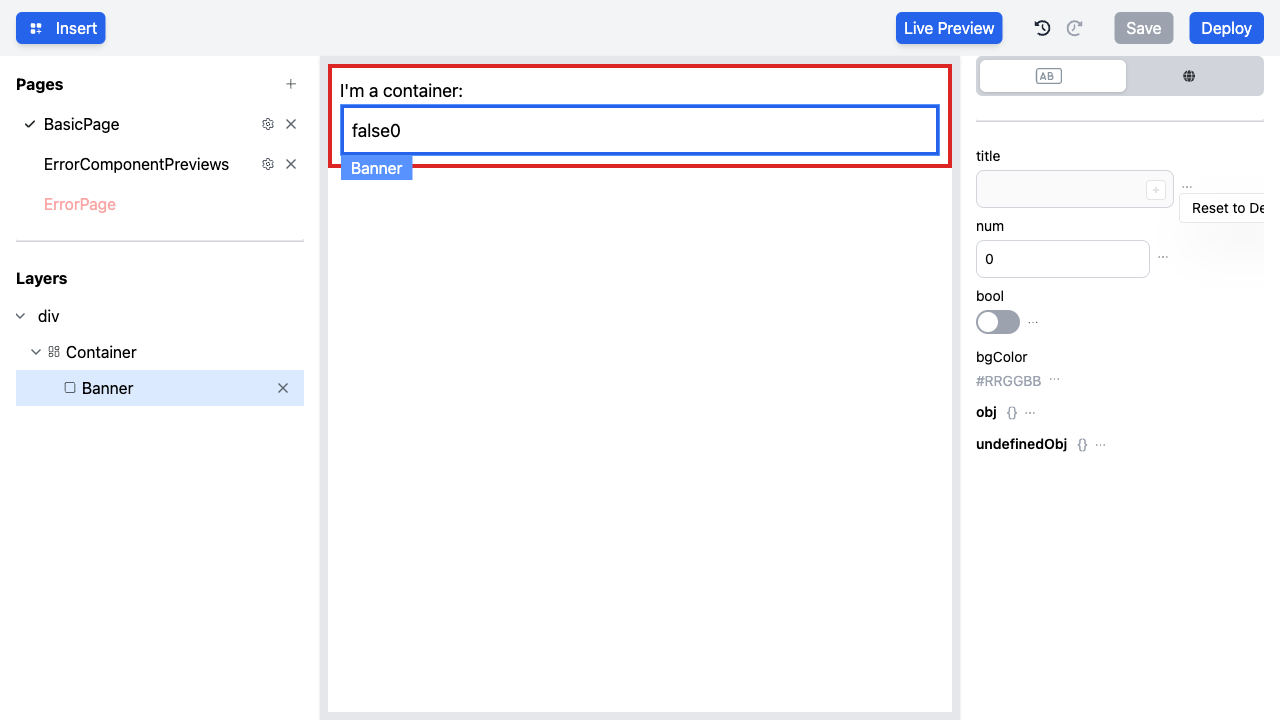 Insert
Live Preview
Save
Deploy
Pages
BasicPage
ErrorComponentPreviews
ErrorPage
Layers
div
Container
Banner
I'm a container:
false0
Banner
AB
title
Reset to De
num
0
bool
bgColor
#RRGGBB
obj {}
undefinedObj {}